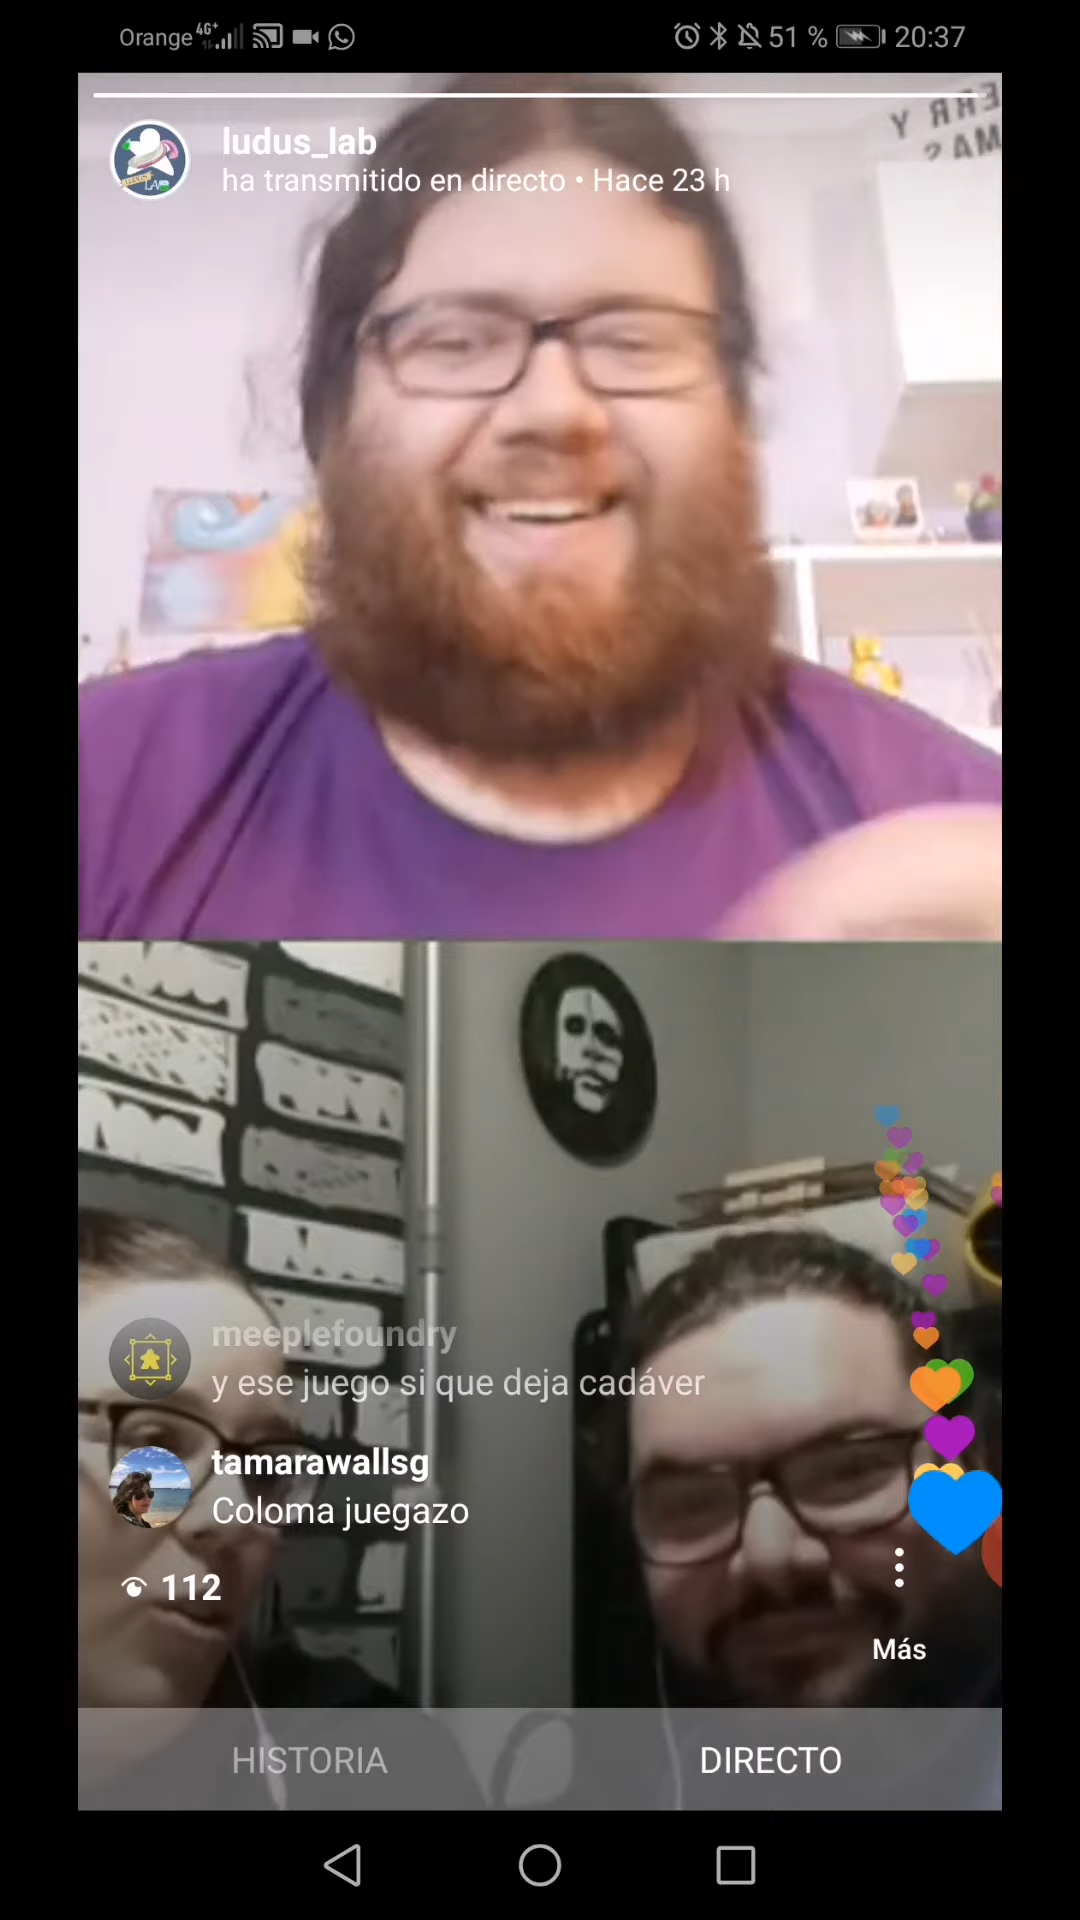 Orange 4G+ 51 % 20:37
ludus_lab
ha transmitido en directo • Hace 23 h
meeplefoundry
y ese juego si que deja cadáver
tamarawallsg
Coloma juegazo
112
Más
HISTORIA DIRECTO